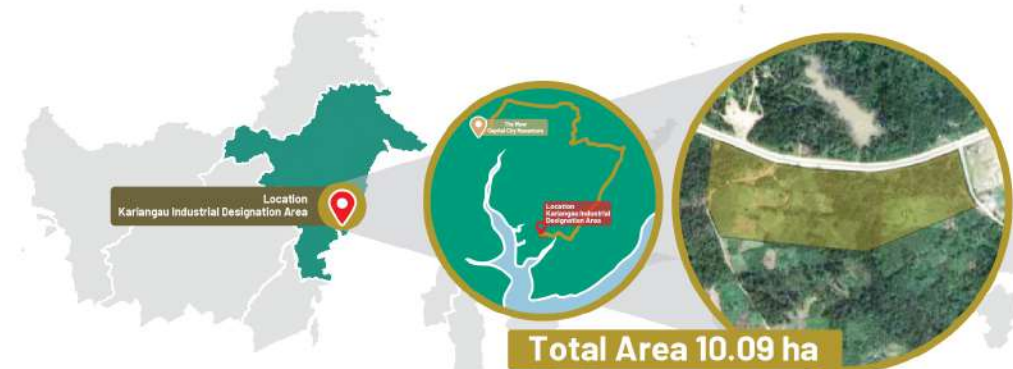 Location
Kariangau Industrial Designation Area
The New
Capital City Nusantara
Location
Kariangau Industrial
Designation Area
Total Area 10.09 ha